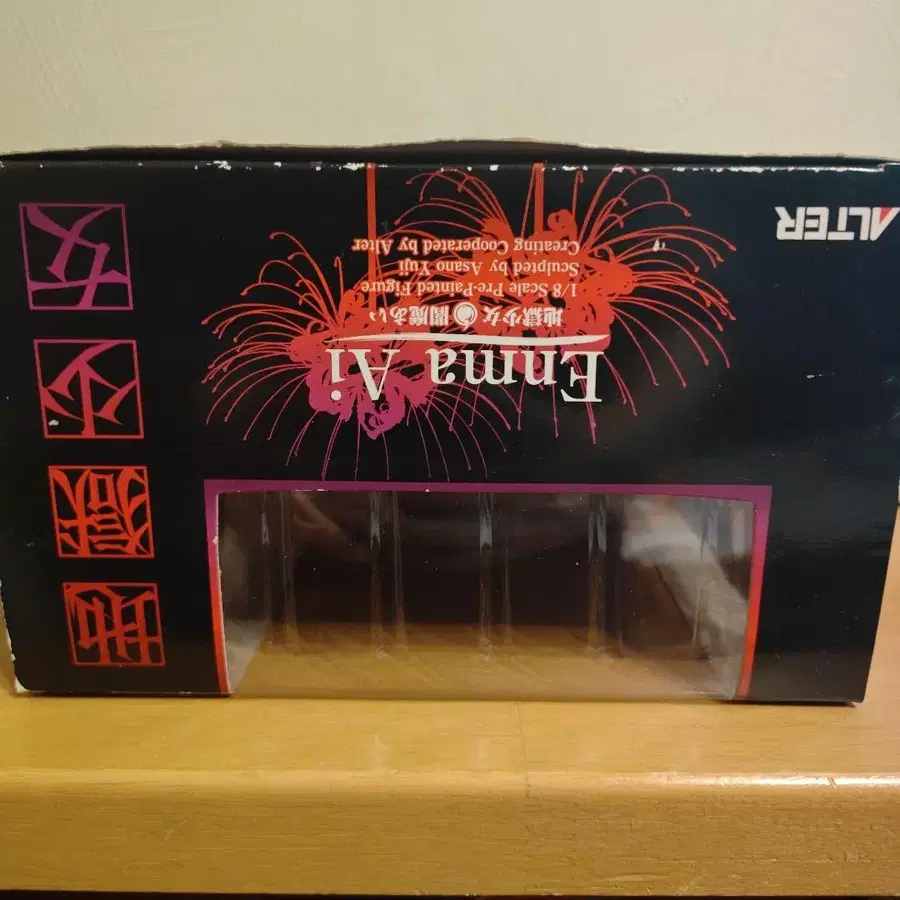 ALTER
Enma Ai
地獄少女 閻魔あい
1/8 Scale Pre-Painted Figure
Sculpted by Asano Yuji
Creating Cooperated by Alter
地
獄
少
女